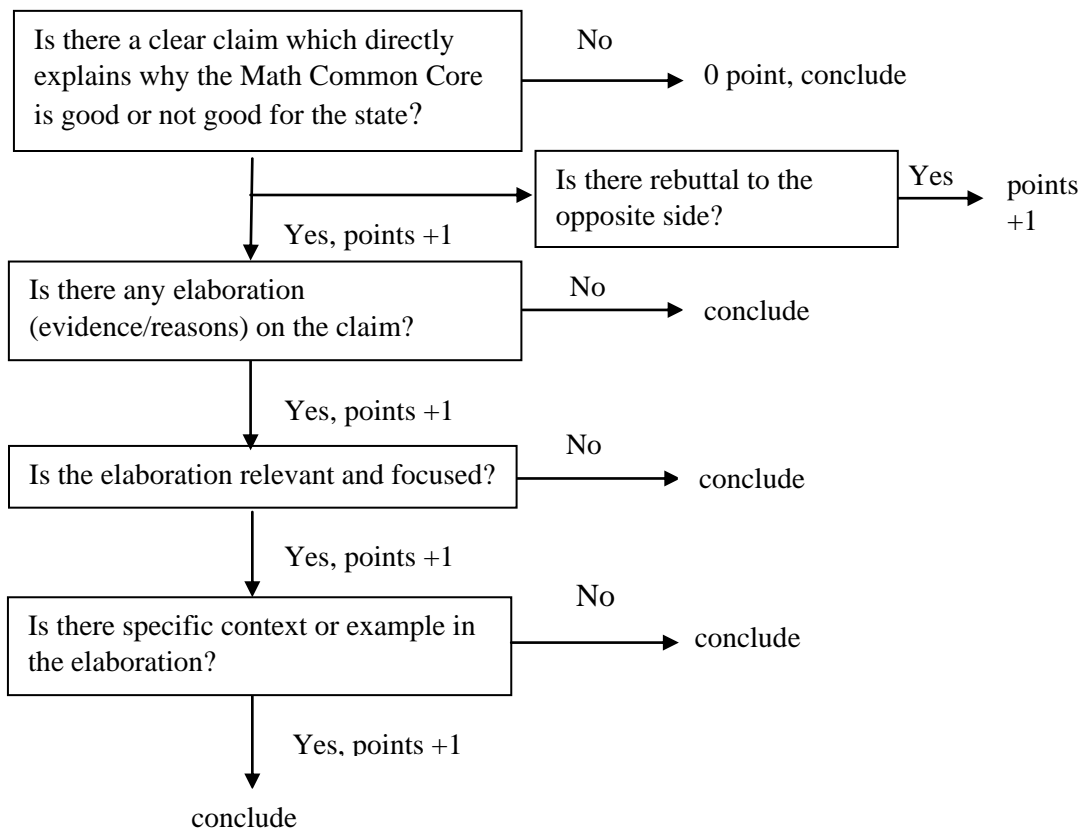 Is there a clear claim which directly
explains why the Math Common Core
is good or not good for the state?
No
0 point, conclude
Is there rebuttal to the
opposite side?
Yes
points
+1
Yes, points +1
Is there any elaboration
(evidence/reasons) on the claim?
No
conclude
Yes, points +1
Is the elaboration relevant and focused?
No
conclude
Yes, points +1
Is there specific context or example in
the elaboration?
No
conclude
Yes, points +1
conclude